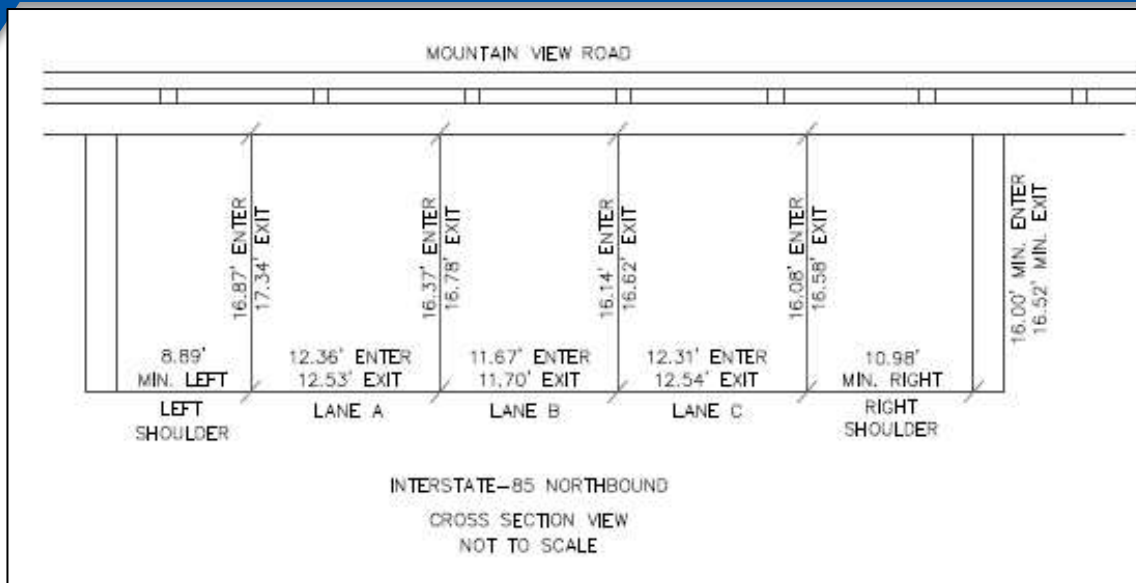 MOUNTAIN VIEW ROAD
16.87' ENTER
17.34' EXIT
16.37' ENTER
16.78' EXIT
16.14' ENTER
16.62' EXIT
16.08' ENTER
16.58' EXIT
16.00' MIN. ENTER
16.52' MIN. EXIT
8.89'
MIN. LEFT
12.36' ENTER
12.53' EXIT
11.67' ENTER
11.70' EXIT
12.31' ENTER
12.54' EXIT
10.98'
MIN. RIGHT
LEFT
SHOULDER
LANE A
LANE B
LANE C
RIGHT
SHOULDER
INTERSTATE-85 NORTHBOUND
CROSS SECTION VIEW
NOT TO SCALE